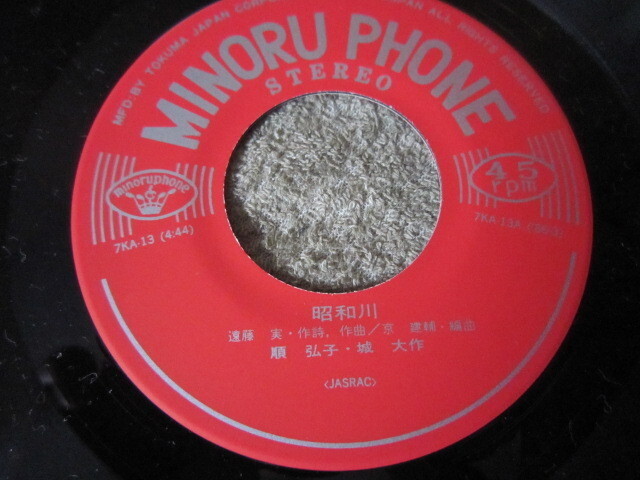 MFD·BY TOKUMA JAPAN JAPAN ALL RIGHTS RESERVED
MINORU PHONE
STEREO
minoruphone
45
rpm
7KA-13 (4:44)
7KA-13A
昭和川
遠藤 実・作詩, 作曲／京 建輔・編曲
順 弘子・城 大作
〈JASRAC〉